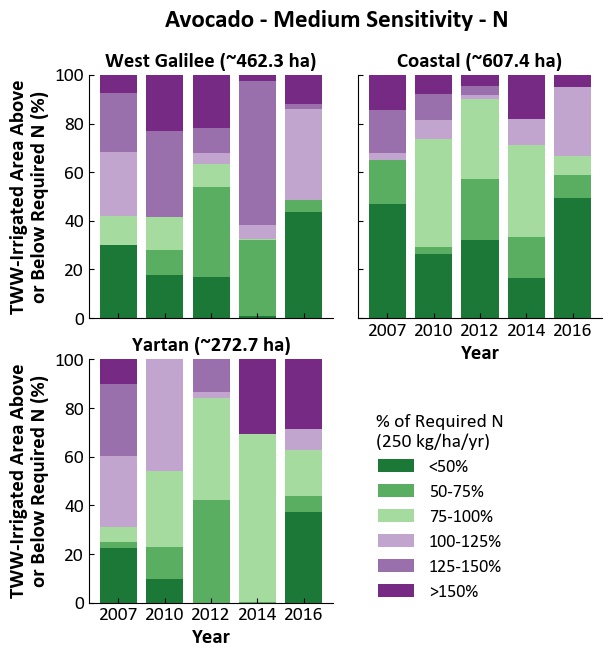 Avocado - Medium Sensitivity - N
West Galilee (~462.3 ha)
Coastal (~607.4 ha)
TWW-Irrigated Area Above
or Below Required N (%)
100
80
60
40
20
0
2007 2010 2012 2014 2016
Year
Yartan (~272.7 ha)
TWW-Irrigated Area Above
or Below Required N (%)
100
80
60
40
20
0
2007 2010 2012 2014 2016
Year
% of Required N
(250 kg/ha/yr)
<50%
50-75%
75-100%
100-125%
125-150%
>150%